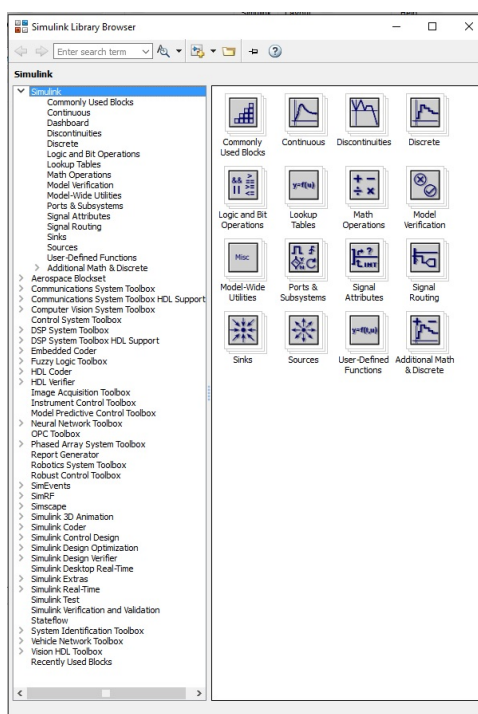 Simulink Library Browser
Enter search term
Simulink
Simulink
Commonly Used Blocks
Continuous
Dashboard
Discontinuities
Discrete
Logic and Bit Operations
Lookup Tables
Math Operations
Model Verification
Model-Wide Utilities
Ports & Subsystems
Signal Attributes
Signal Routing
Sinks
Sources
User-Defined Functions
Additional Math & Discrete
Aerospace Blockset
Communications System Toolbox
Communications System Toolbox HDL Support
Computer Vision System Toolbox
Control System Toolbox
DSP System Toolbox
DSP System Toolbox HDL Support
Embedded Coder
Fuzzy Logic Toolbox
HDL Coder
HDL Verifier
Image Acquisition Toolbox
Instrument Control Toolbox
Model Predictive Control Toolbox
Neural Network Toolbox
OPC Toolbox
Phased Array System Toolbox
Report Generator
Robotics System Toolbox
Robust Control Toolbox
SimEvents
SimRF
Simscape
Simulink 3D Animation
Simulink Coder
Simulink Control Design
Simulink Design Optimization
Simulink Design Verifier
Simulink Desktop Real-Time
Simulink Extras
Simulink Real-Time
Simulink Test
Simulink Verification and Validation
Stateflow
System Identification Toolbox
Vehicle Network Toolbox
Vision HDL Toolbox
Recently Used Blocks
Commonly
Used Blocks
Continuous
Discontinuities
Discrete
&& >=
|| <=
y=f(u)
+ −
÷ ×
Logic and Bit
Operations
Lookup
Tables
Math
Operations
Model
Verification
Misc
INT
Model-Wide
Utilities
Ports &
Subsystems
Signal
Attributes
Signal
Routing
y=f(t,u)
Sinks
Sources
User-Defined
Functions
Additional Math
& Discrete